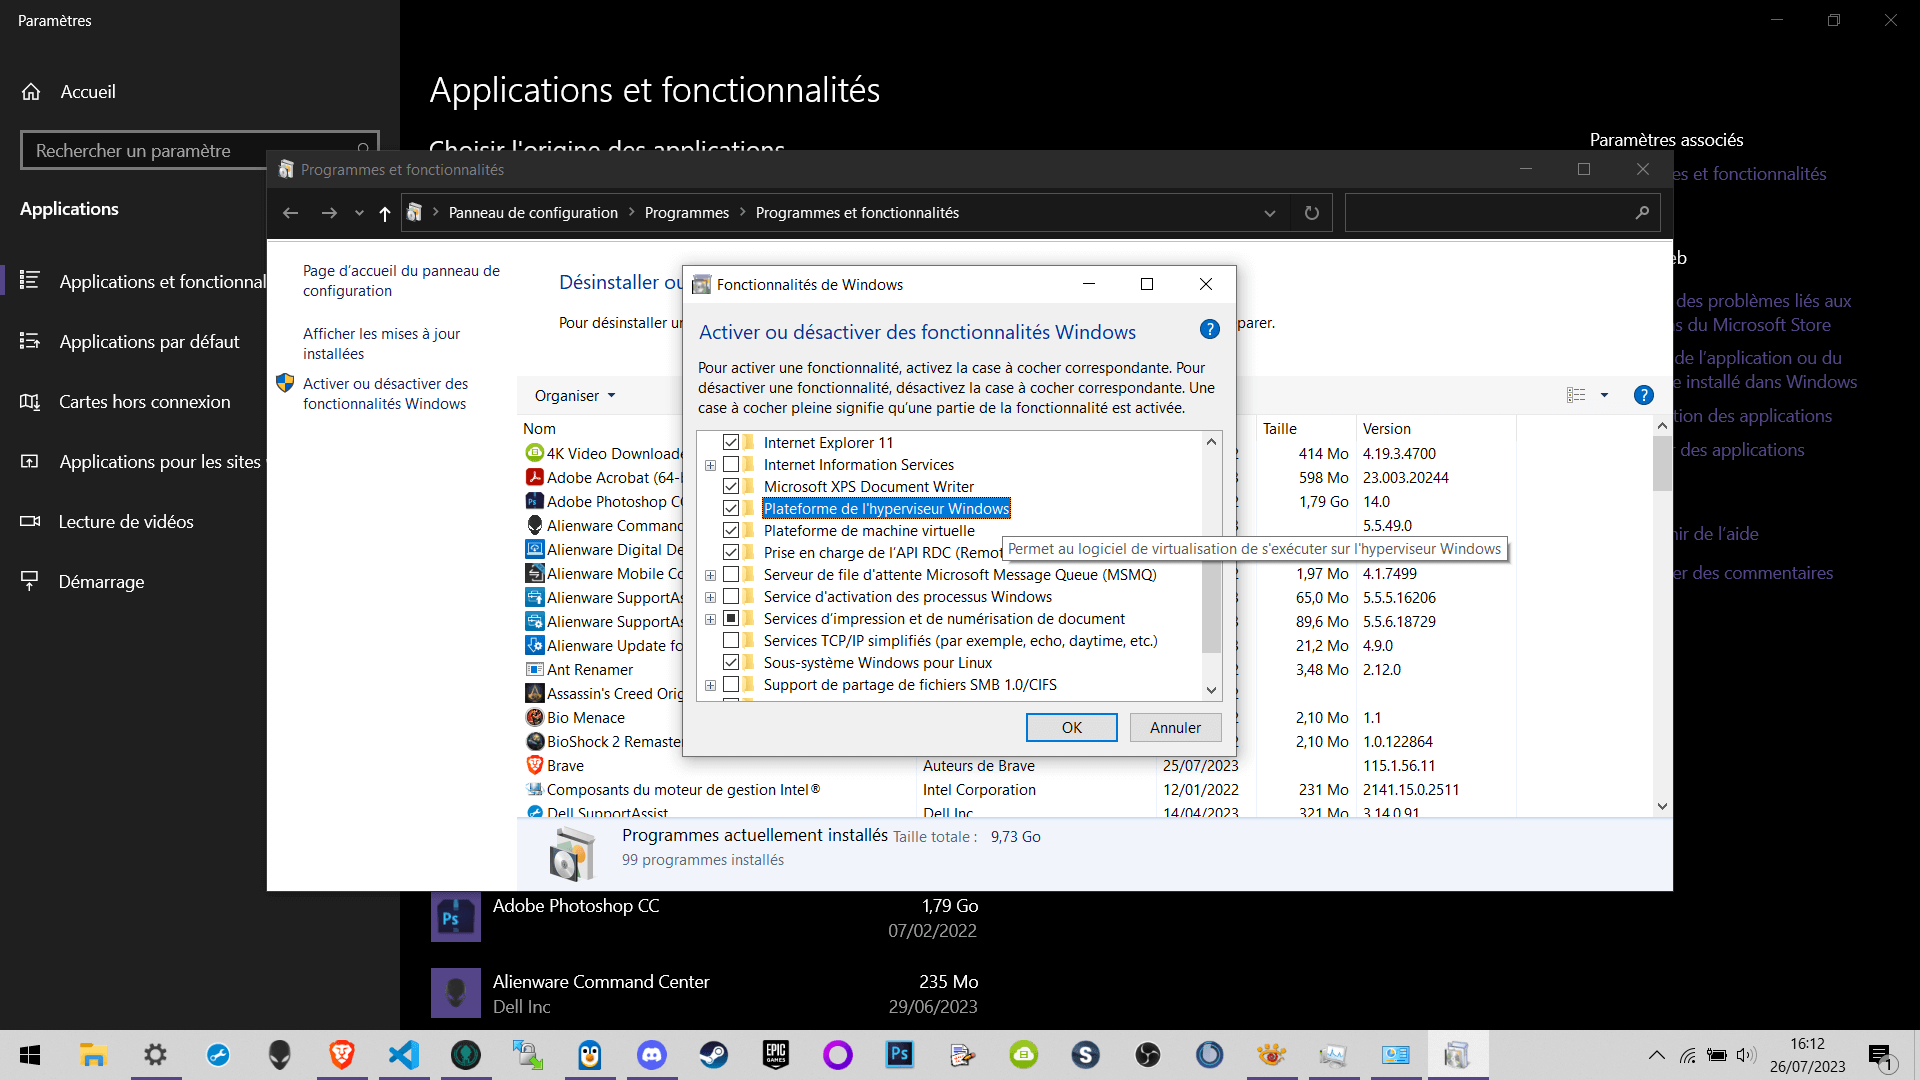 Paramètres
Accueil
Rechercher un paramètre
Applications
Applications et fonctionnal
Applications par défaut
Cartes hors connexion
Applications pour les sites
Lecture de vidéos
Démarrage
Applications et fonctionnalités
Choisir l'origine des applications
Paramètres associés
es et fonctionnalités
eb
des problèmes liés aux
s du Microsoft Store
de l'application ou du
e installé dans Windows
tion des applications
des applications
nir de l'aide
er des commentaires
Programmes et fonctionnalités
Panneau de configuration > Programmes > Programmes et fonctionnalités
Page d'accueil du panneau de
configuration
Afficher les mises à jour
installées
Activer ou désactiver des
fonctionnalités Windows
Désinstaller ou
Pour désinstaller un
parer.
Organiser
Nom
Taille
Version
4K Video Downloade
414 Mo 4.19.3.4700
Adobe Acrobat (64-b
598 Mo 23.003.20244
Adobe Photoshop CC
1,79 Go 14.0
Alienware Command
5.5.49.0
Alienware Digital De
Alienware Mobile Co
1,97 Mo 4.1.7499
Alienware SupportAs
65,0 Mo 5.5.5.16206
Alienware SupportAs
89,6 Mo 5.5.6.18729
Alienware Update fo
21,2 Mo 4.9.0
Ant Renamer
3,48 Mo 2.12.0
Assassin's Creed Orig
Bio Menace
2,10 Mo 1.1
BioShock 2 Remaster
2,10 Mo 1.0.122864
Brave Auteurs de Brave 25/07/2023 115.1.56.11
Composants du moteur de gestion Intel® Intel Corporation 12/01/2022 231 Mo 2141.15.0.2511
Dell SupportAssist Dell Inc 14/04/2023 321 Mo 3.14.0.91
Programmes actuellement installés Taille totale : 9,73 Go
99 programmes installés
Fonctionnalités de Windows
Activer ou désactiver des fonctionnalités Windows
Pour activer une fonctionnalité, activez la case à cocher correspondante. Pour
désactiver une fonctionnalité, désactivez la case à cocher correspondante. Une
case à cocher pleine signifie qu'une partie de la fonctionnalité est activée.
Internet Explorer 11
Internet Information Services
Microsoft XPS Document Writer
Plateforme de l'hyperviseur Windows
Plateforme de machine virtuelle
Prise en charge de l'API RDC (Remot
Permet au logiciel de virtualisation de s'exécuter sur l'hyperviseur Windows
Serveur de file d'attente Microsoft Message Queue (MSMQ)
Service d'activation des processus Windows
Services d'impression et de numérisation de document
Services TCP/IP simplifiés (par exemple, echo, daytime, etc.)
Sous-système Windows pour Linux
Support de partage de fichiers SMB 1.0/CIFS
OK
Annuler
Adobe Photoshop CC 1,79 Go
07/02/2022
Alienware Command Center 235 Mo
Dell Inc 29/06/2023
16:12
26/07/2023
1